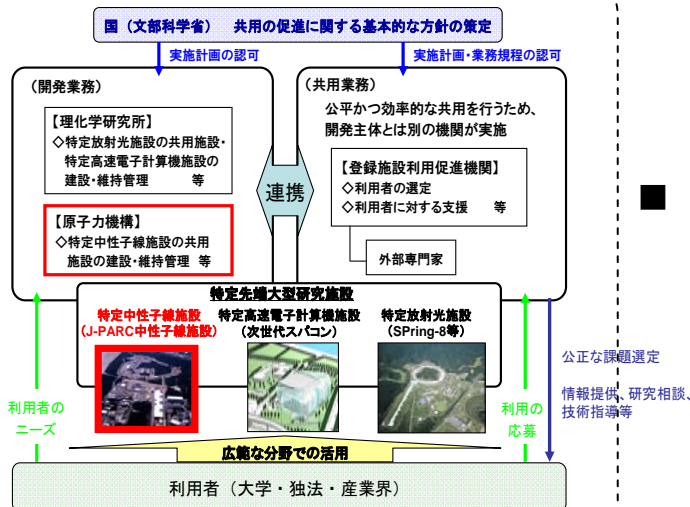 国（文部科学省）　共用の促進に関する基本的な方針の策定
実施計画の認可
実施計画・業務規程の認可
（開発業務）
【理化学研究所】
◇特定放射光施設の共用施設・
特定高速電子計算機施設の
建設・維持管理　　等
【原子力機構】
◇特定中性子線施設の共用
施設の建設・維持管理 等
連携
（共用業務）
公平かつ効率的な共用を行うため、
開発主体とは別の機関が実施
【登録施設利用促進機関】
◇利用者の選定
◇利用者に対する支援　等
外部専門家
特定先端大型研究施設
特定中性子線施設
（J-PARC中性子線施設）
特定高速電子計算機施設
（次世代スパコン）
特定放射光施設
（SPring-8等）
利用者の
ニーズ
利用の
応募
公正な課題選定
情報提供、研究相談、
技術指導等
広範な分野での活用
利用者（大学・独法・産業界）